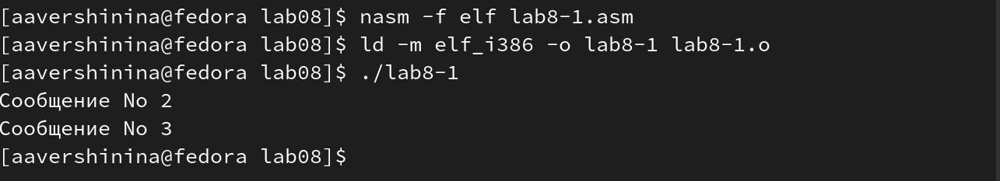 [aavershinina@fedora lab08]$ nasm -f elf lab8-1.asm
[aavershinina@fedora lab08]$ ld -m elf_i386 -o lab8-1 lab8-1.o
[aavershinina@fedora lab08]$ ./lab8-1
Сообщение No 2
Сообщение No 3
[aavershinina@fedora lab08]$